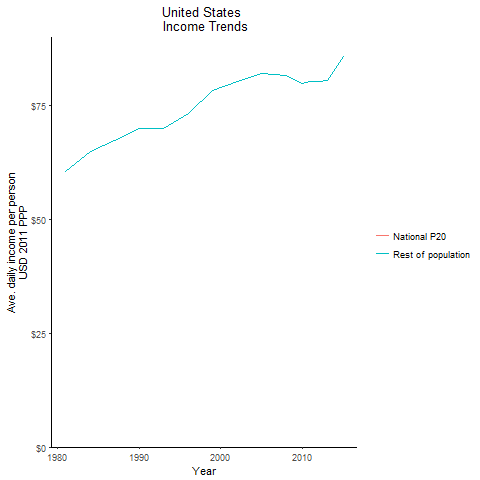 United States
Income Trends
$75
$50
$25
$0
Ave. daily income per person
USD 2011 PPP
1980
1990
2000
2010
Year
National P20
Rest of population